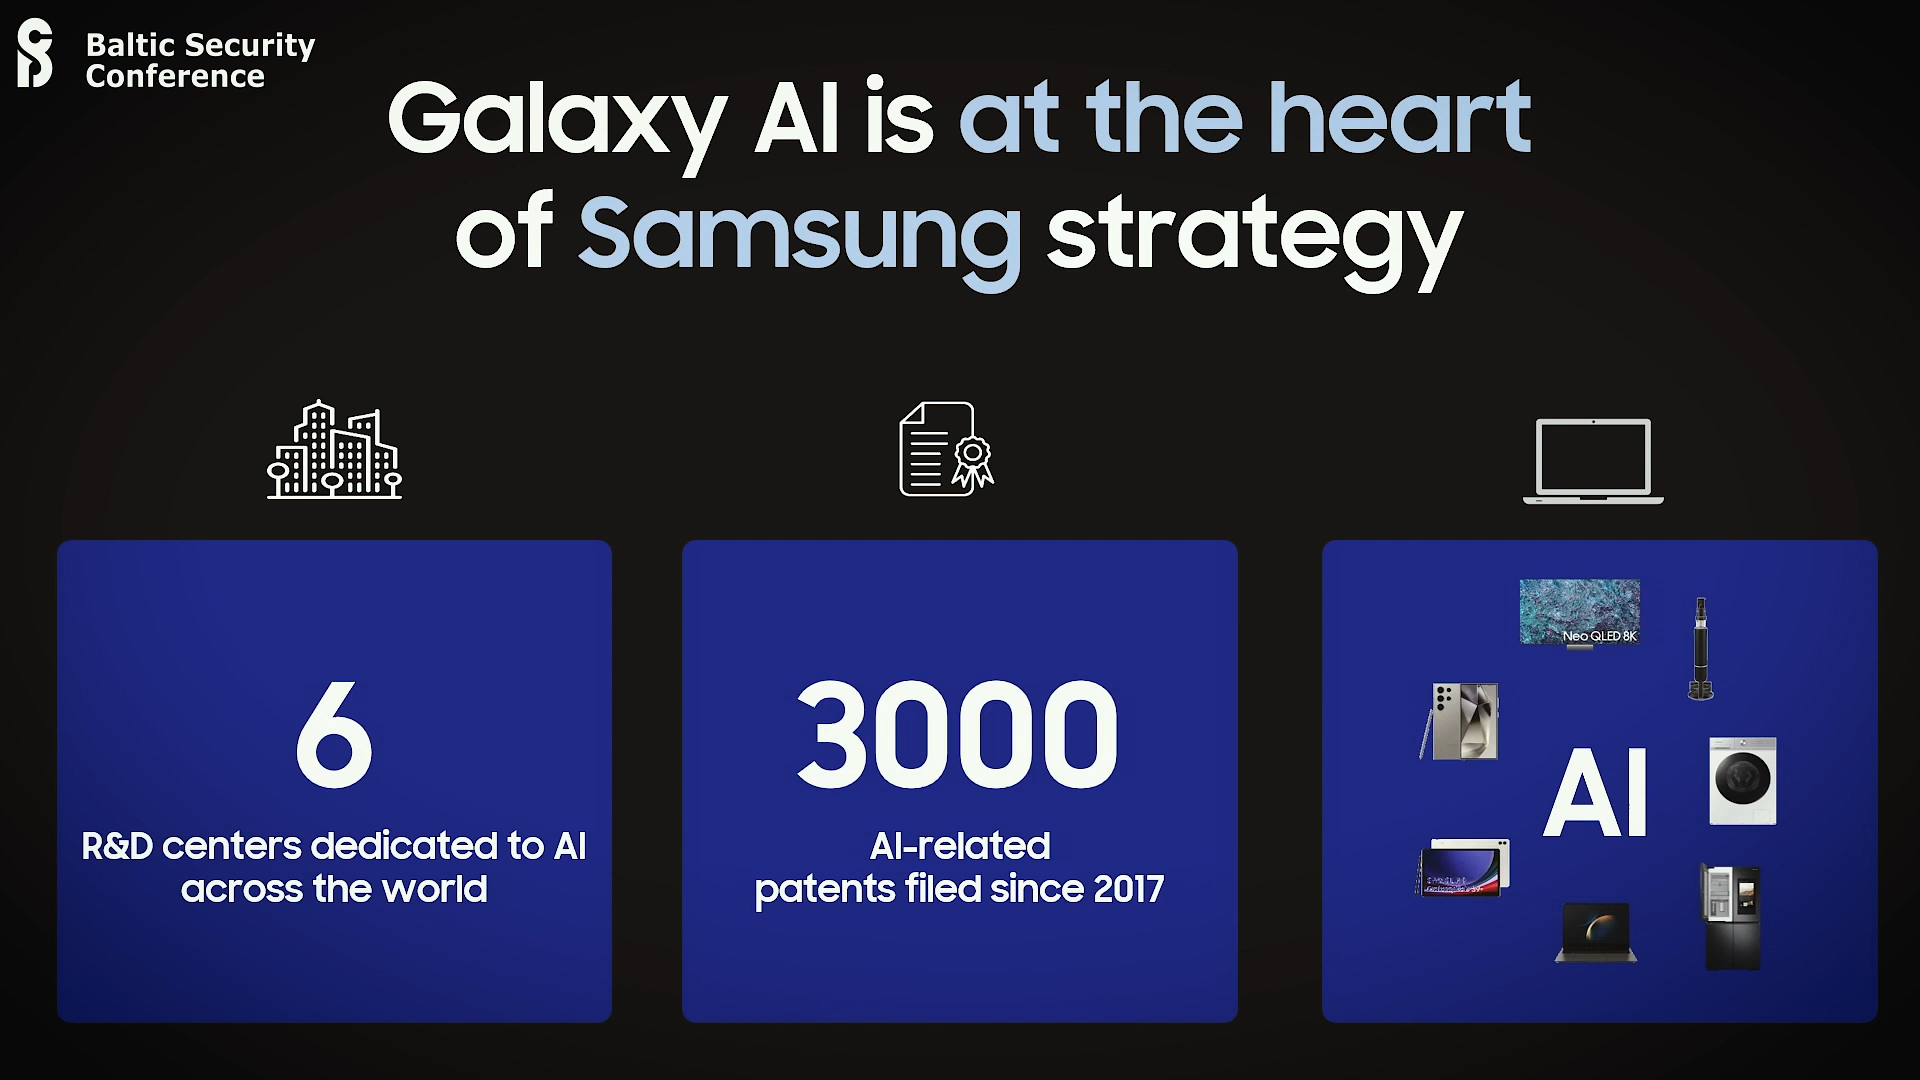 Baltic Security
Conference
Galaxy AI is at the heart
of Samsung strategy
6
R&D centers dedicated to AI
across the world
3000
AI-related
patents filed since 2017
Neo QLED 8K
AI